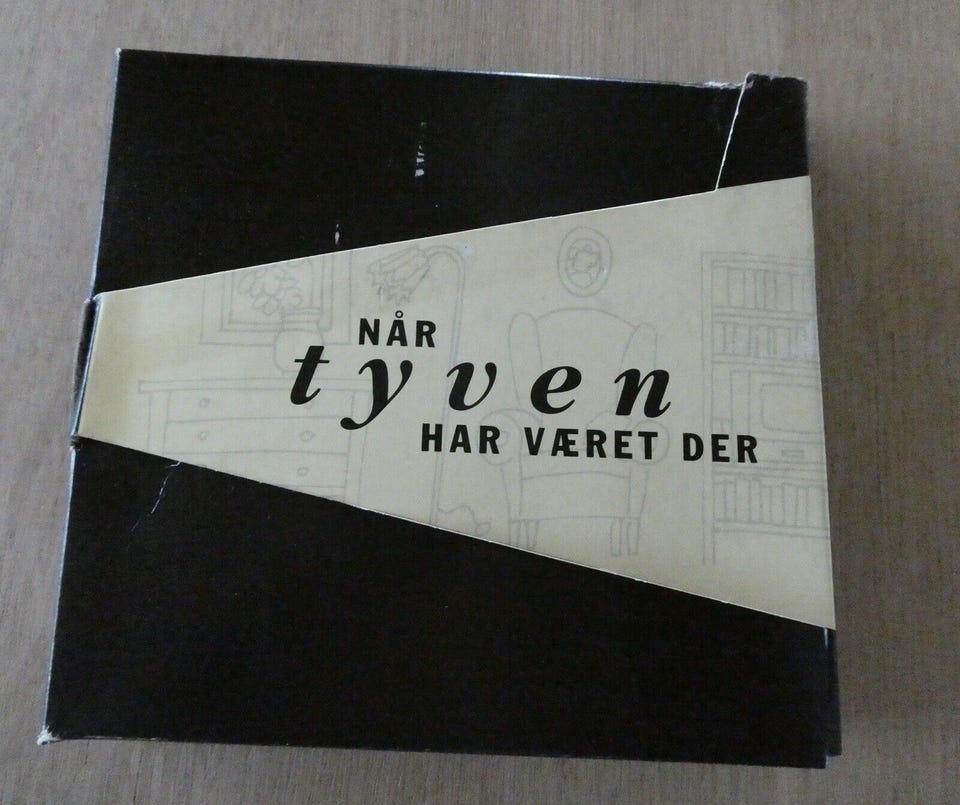 NÅR
tyven
HAR VÆRET DER